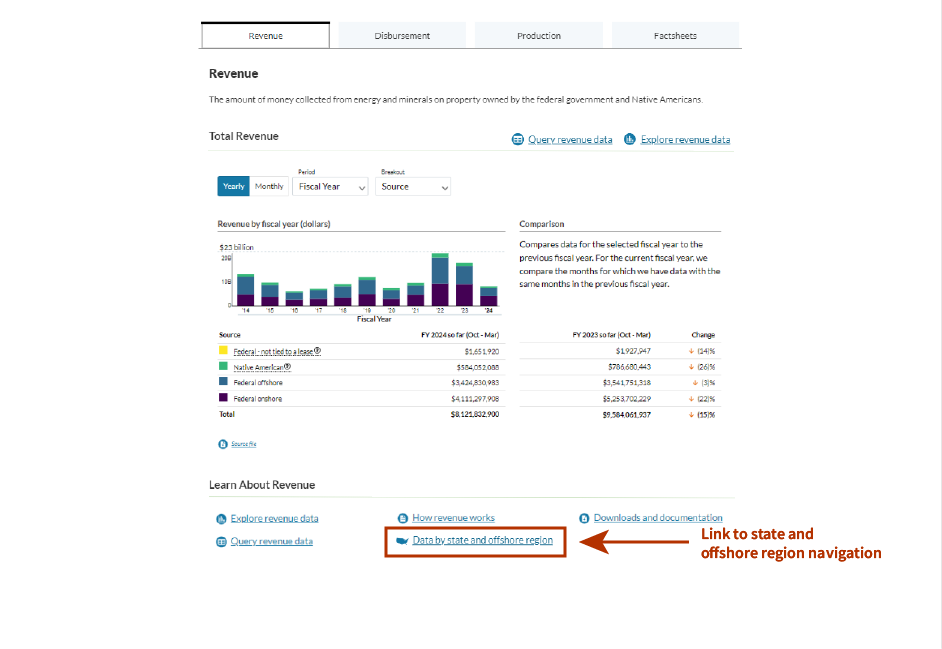 Revenue Disbursement Production Factsheets
Revenue
The amount of money collected from energy and minerals on property owned by the federal government and Native Americans.
Total Revenue
Query revenue data Explore revenue data
Period Breakout
Yearly Monthly Fiscal Year Source
Revenue by fiscal year (dollars)
$23 billion
20B
10B
0
'14 '15 '16 '17 '18 '19 '20 '21 '22 '23 '24
Fiscal Year
Comparison
Compares data for the selected fiscal year to the
previous fiscal year. For the current fiscal year, we
compare the months for which we have data with the
same months in the previous fiscal year.
Source FY 2024 so far (Oct - Mar) FY 2023 so far (Oct - Mar) Change
Federal - not tied to a lease $1,651,920 $1,927,947 (14)%
Native American $584,052,088 $786,680,443 (26)%
Federal offshore $3,424,830,983 $3,541,751,318 (3)%
Federal onshore $4,111,297,908 $5,253,702,229 (22)%
Total $8,121,832,900 $9,584,061,937 (15)%
Source file
Learn About Revenue
Explore revenue data How revenue works Downloads and documentation
Query revenue data Data by state and offshore region
Link to state and
offshore region navigation